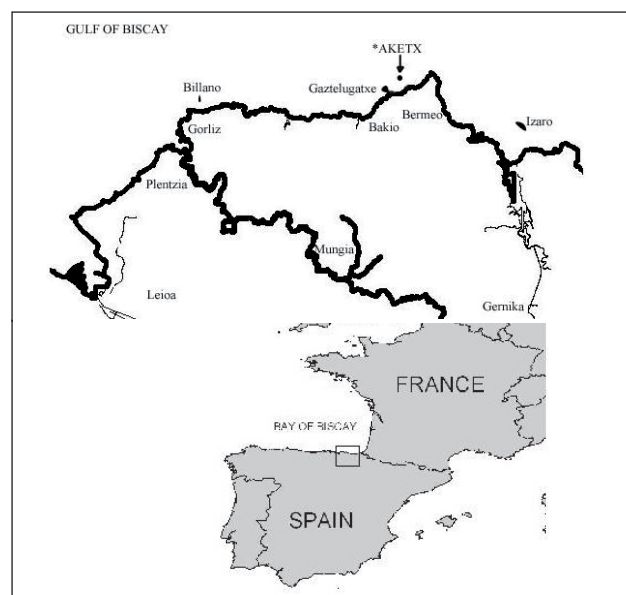 GULF OF BISCAY
*AKETX
Billano
Gaztelugatxe
Gorliz
Bakio
Bermeo
Izaro
Plentzia
Mungia
Leioa
Gernika
FRANCE
BAY OF BISCAY
SPAIN